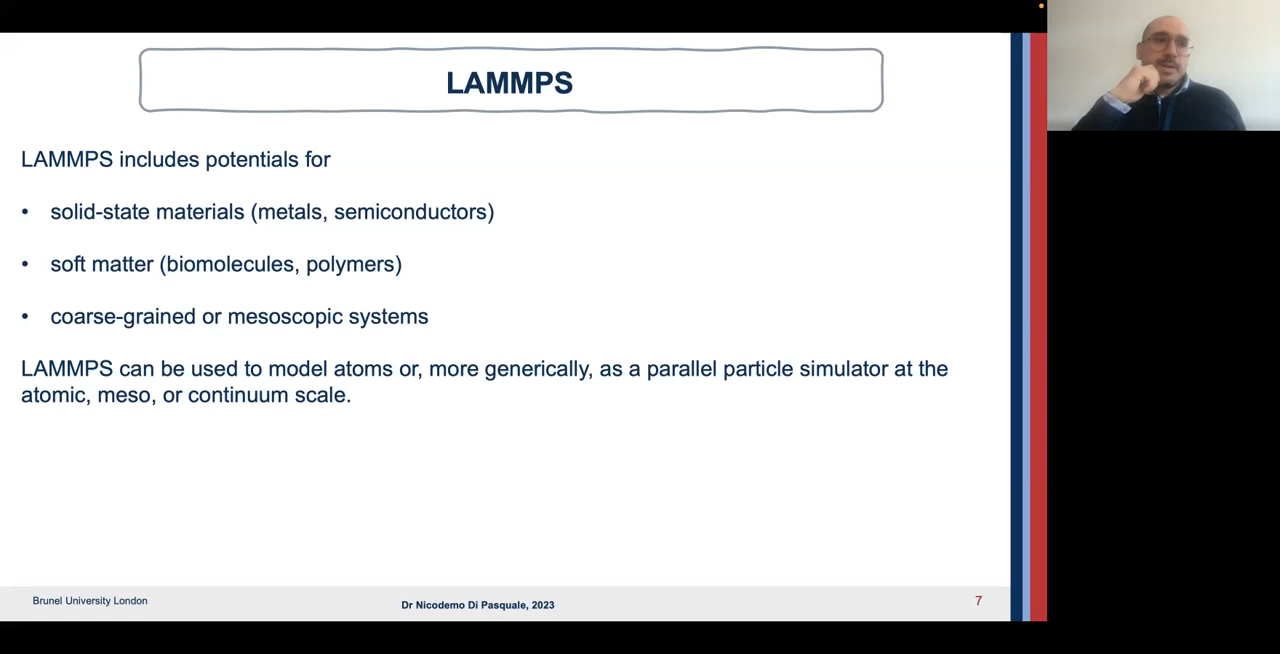 LAMMPS
LAMMPS includes potentials for
• solid-state materials (metals, semiconductors)
• soft matter (biomolecules, polymers)
• coarse-grained or mesoscopic systems
LAMMPS can be used to model atoms or, more generically, as a parallel particle simulator at the
atomic, meso, or continuum scale.
Brunel University London
Dr Nicodemo Di Pasquale, 2023
7